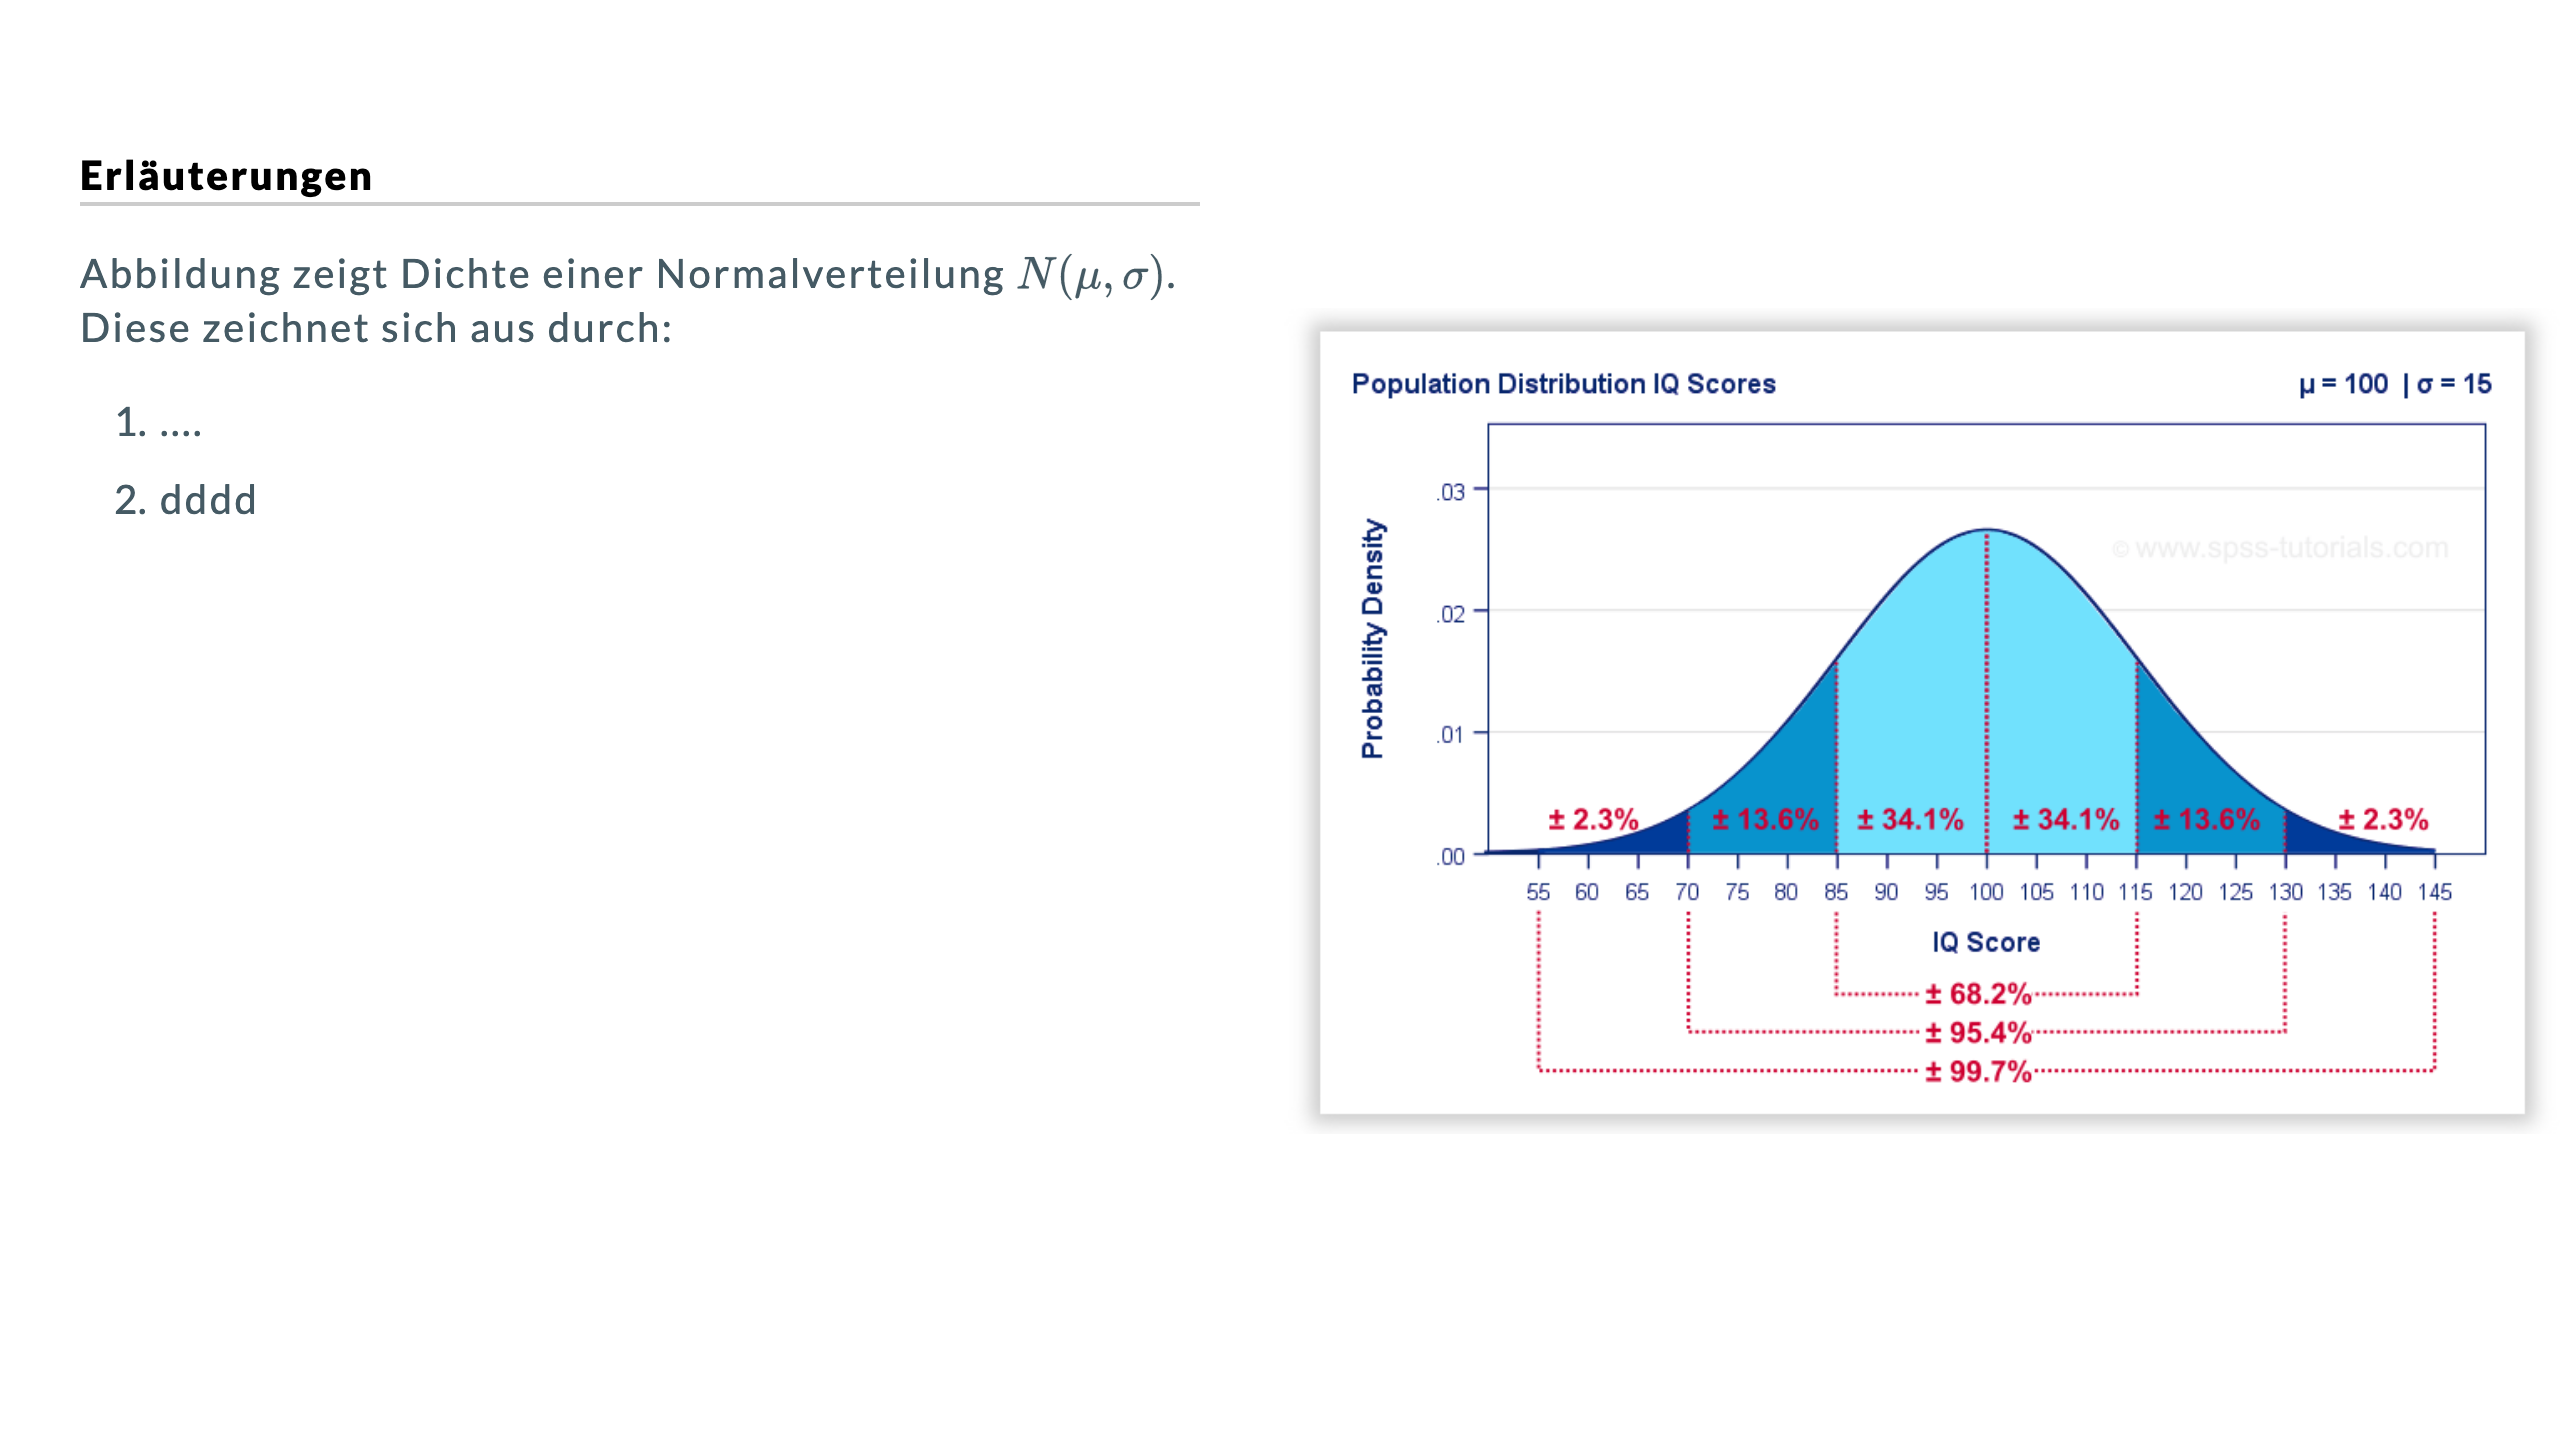 Erläuterungen
Abbildung zeigt Dichte einer Normalverteilung N(μ, σ).
Diese zeichnet sich aus durch:
1. ....
2. dddd
Population Distribution IQ Scores
μ = 100 | σ = 15
Probability Density
.03
.02
.01
.00
© www.spss-tutorials.com
± 2.3% ± 13.6% ± 34.1% ± 34.1% ± 13.6% ± 2.3%
55 60 65 70 75 80 85 90 95 100 105 110 115 120 125 130 135 140 145
IQ Score
± 68.2%
± 95.4%
± 99.7%